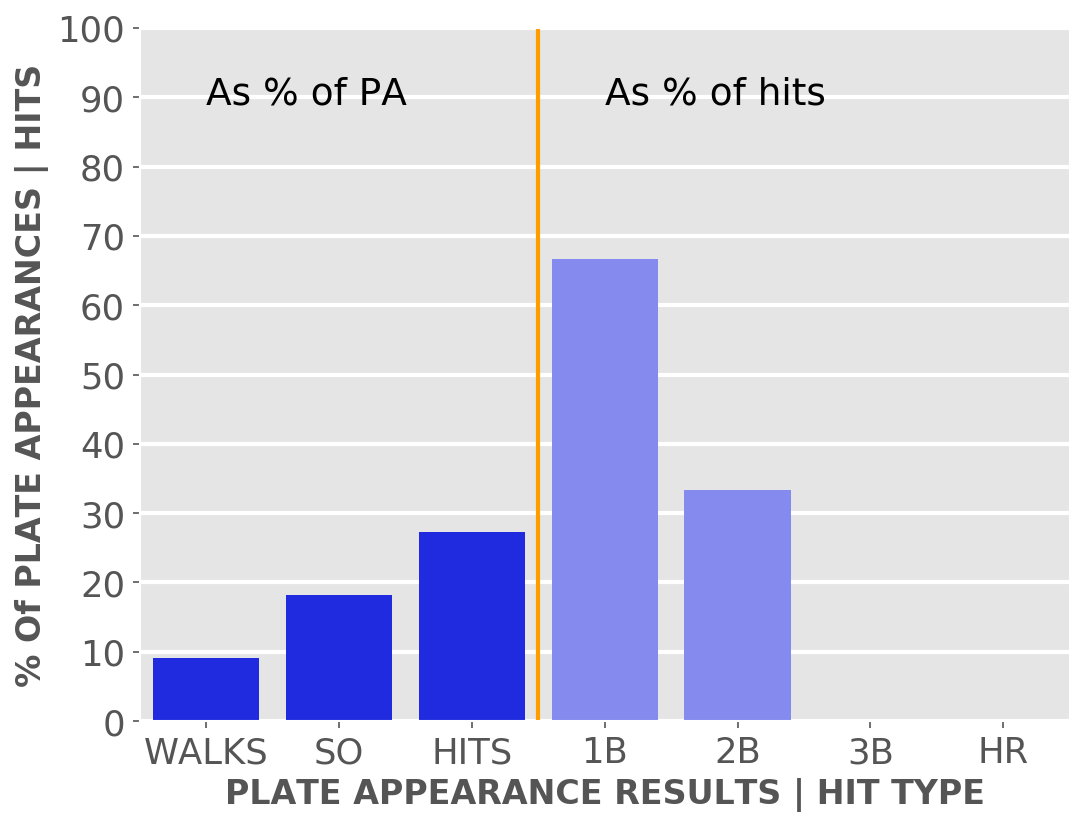 % Of PLATE APPEARANCES | HITS
100
90
80
70
60
50
40
30
20
10
0
As % of PA
As % of hits
WALKS SO HITS 1B 2B 3B HR
PLATE APPEARANCE RESULTS | HIT TYPE